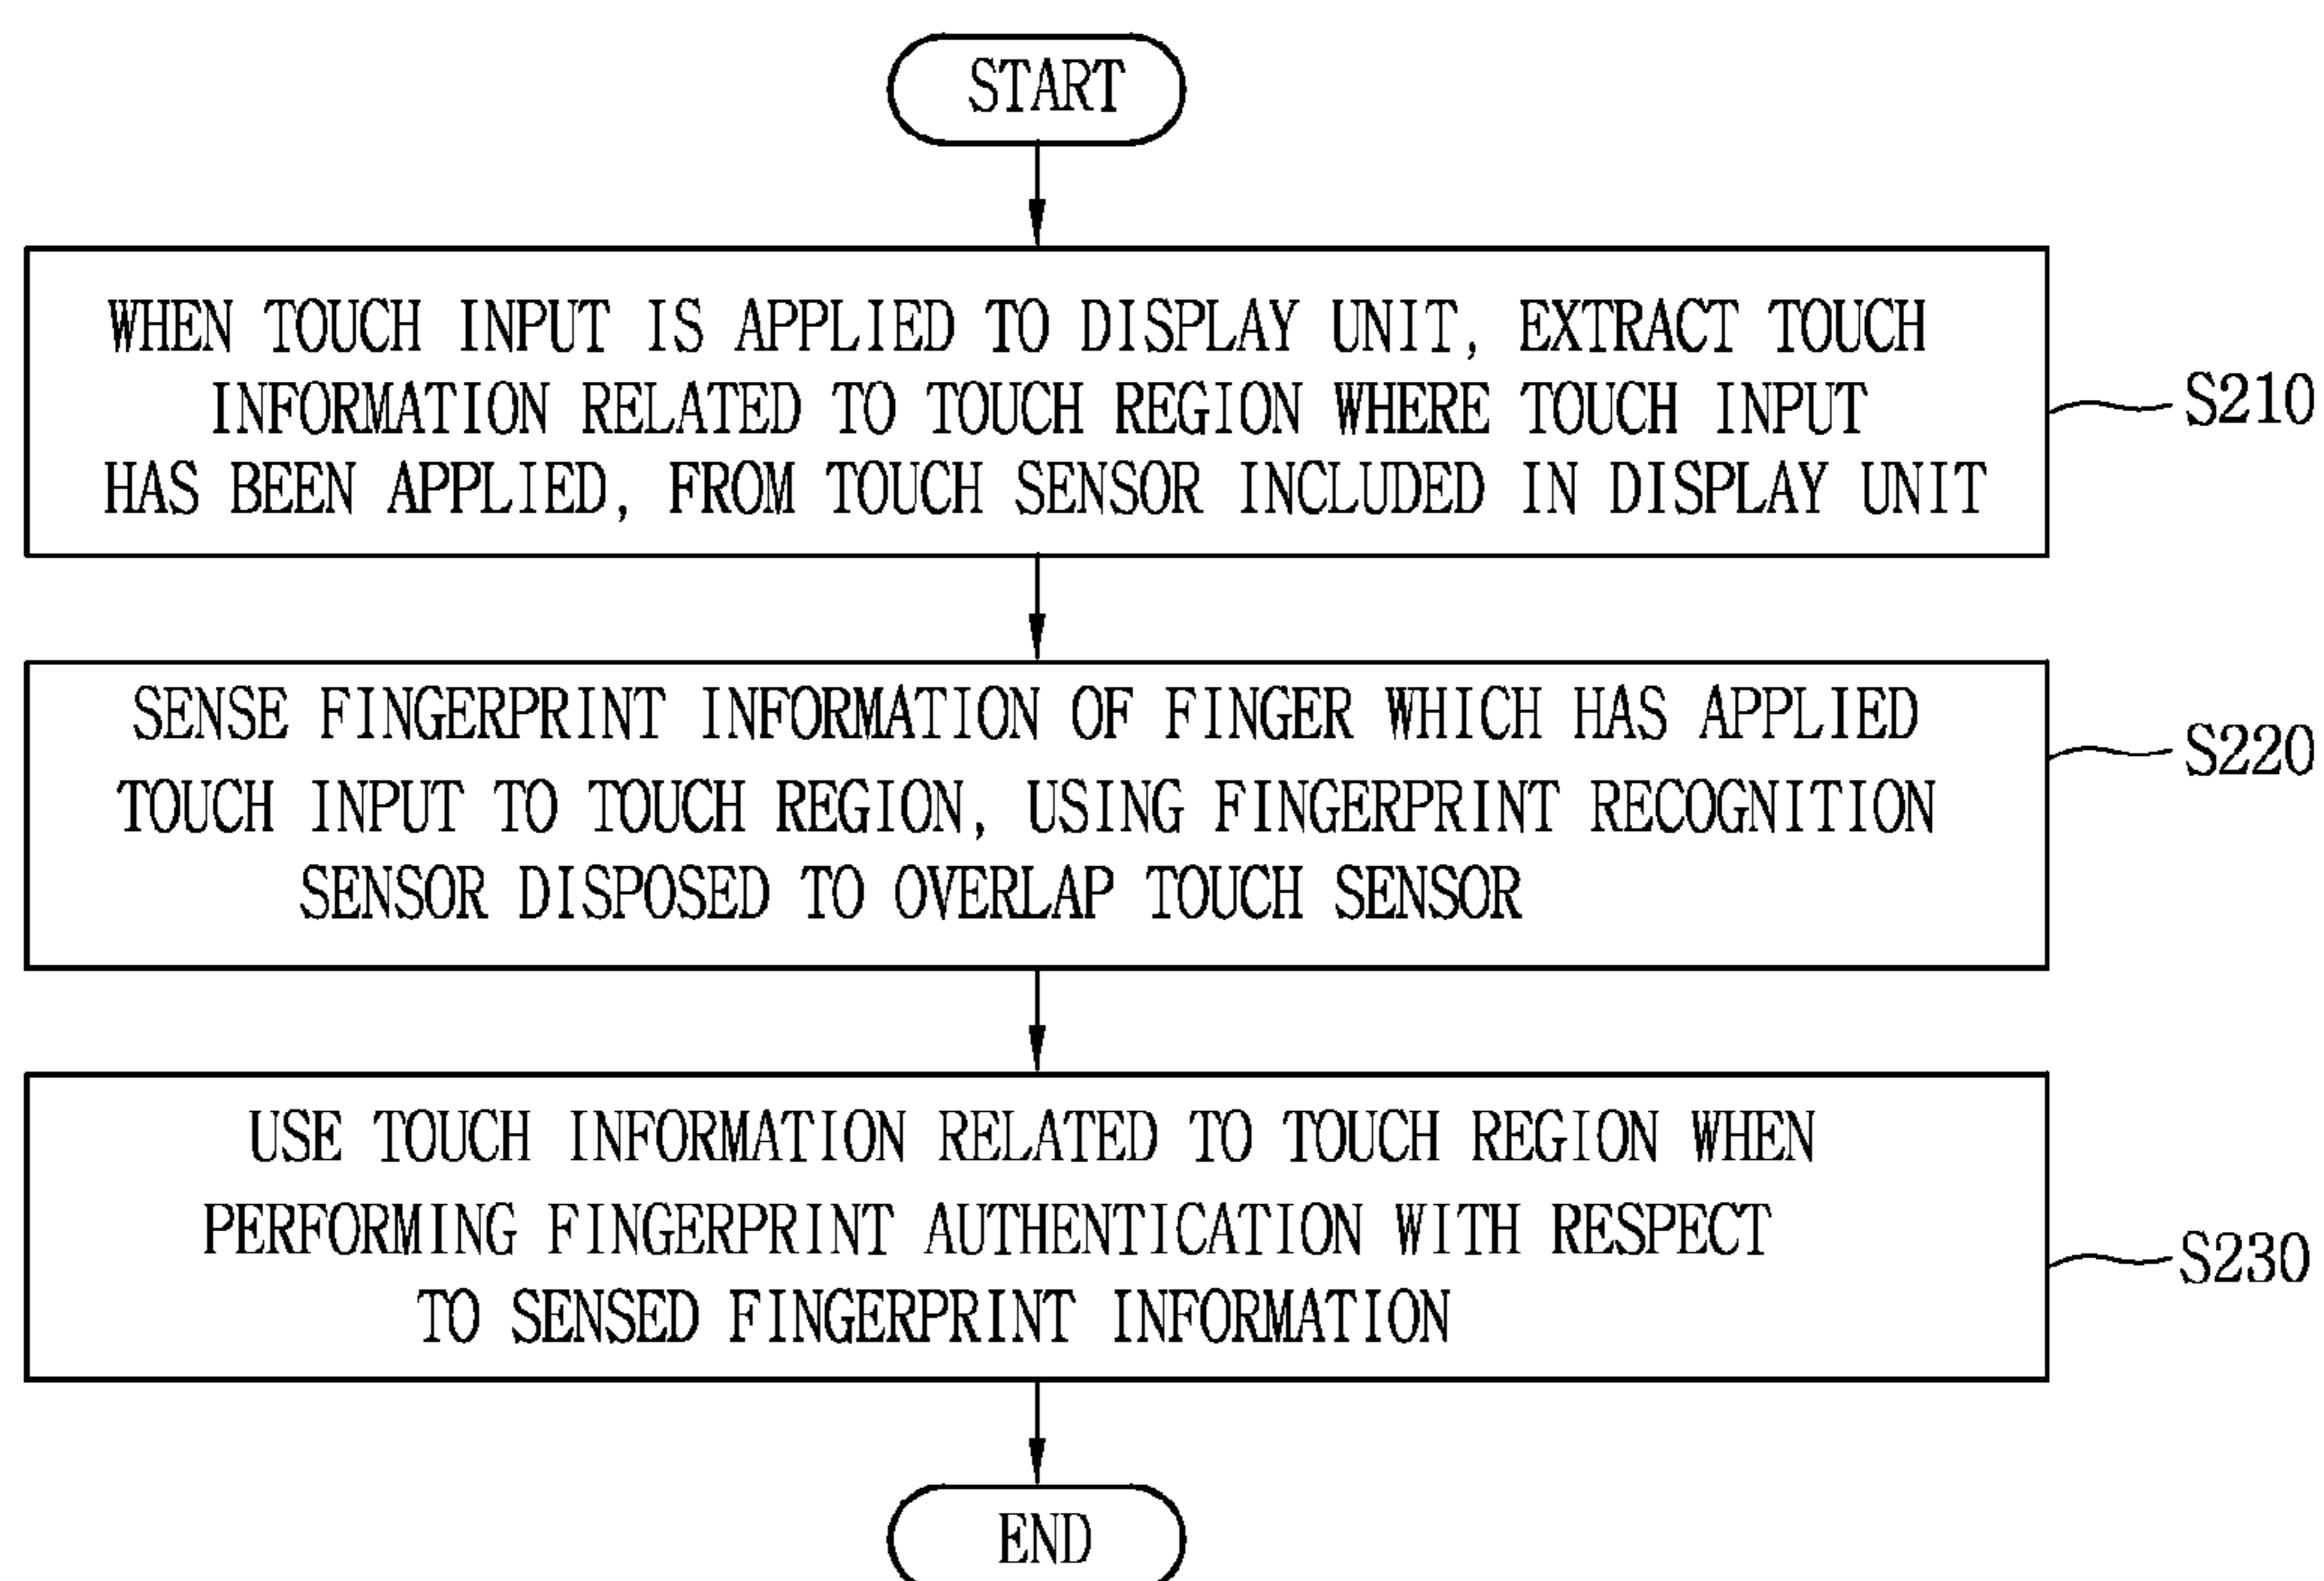 START
WHEN TOUCH INPUT IS APPLIED TO DISPLAY UNIT, EXTRACT TOUCH
INFORMATION RELATED TO TOUCH REGION WHERE TOUCH INPUT
HAS BEEN APPLIED, FROM TOUCH SENSOR INCLUDED IN DISPLAY UNIT
S210
SENSE FINGERPRINT INFORMATION OF FINGER WHICH HAS APPLIED
TOUCH INPUT TO TOUCH REGION, USING FINGERPRINT RECOGNITION
SENSOR DISPOSED TO OVERLAP TOUCH SENSOR
S220
USE TOUCH INFORMATION RELATED TO TOUCH REGION WHEN
PERFORMING FINGERPRINT AUTHENTICATION WITH RESPECT
TO SENSED FINGERPRINT INFORMATION
S230
END